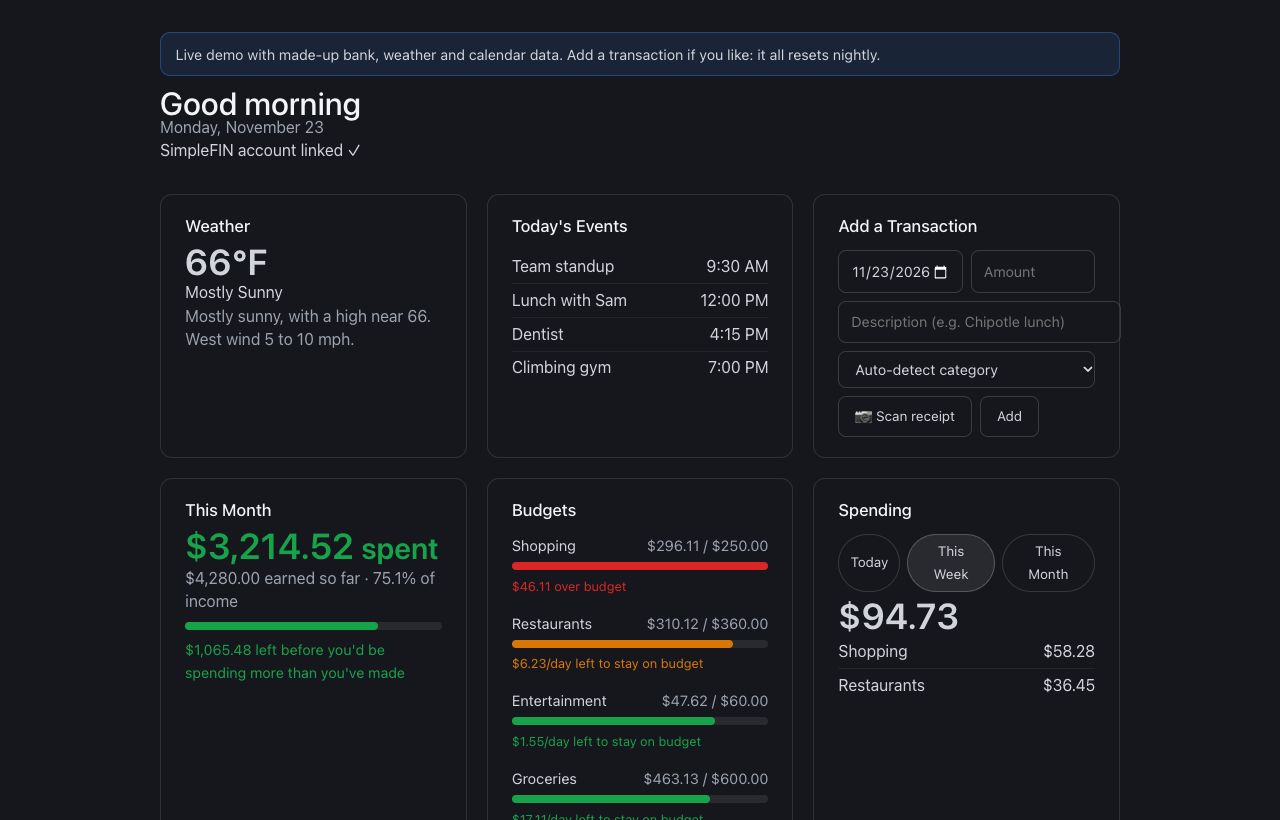 Live demo with made-up bank, weather and calendar data. Add a transaction if you like: it all resets nightly.
Good morning
Monday, November 23
SimpleFIN account linked ✓
Weather
66°F
Mostly Sunny
Mostly sunny, with a high near 66.
West wind 5 to 10 mph.
Today's Events
Team standup 9:30 AM
Lunch with Sam 12:00 PM
Dentist 4:15 PM
Climbing gym 7:00 PM
Add a Transaction
11/23/2026 Amount
Description (e.g. Chipotle lunch)
Auto-detect category
Scan receipt Add
This Month
$3,214.52 spent
$4,280.00 earned so far · 75.1% of
income
$1,065.48 left before you'd be
spending more than you've made
Budgets
Shopping $296.11 / $250.00
$46.11 over budget
Restaurants $310.12 / $360.00
$6.23/day left to stay on budget
Entertainment $47.62 / $60.00
$1.55/day left to stay on budget
Groceries $463.13 / $600.00
$17.11/day left to stay on budget
Spending
Today
This
Week
This
Month
$94.73
Shopping $58.28
Restaurants $36.45